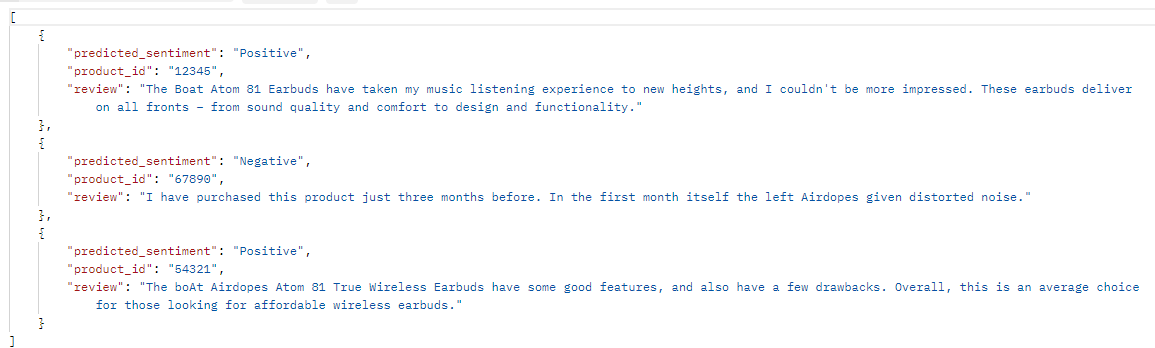 [
{
"predicted_sentiment": "Positive",
"product_id": "12345",
"review": "The Boat Atom 81 Earbuds have taken my music listening experience to new heights, and I couldn't be more impressed. These earbuds deliver
on all fronts – from sound quality and comfort to design and functionality."
},
{
"predicted_sentiment": "Negative",
"product_id": "67890",
"review": "I have purchased this product just three months before. In the first month itself the left Airdopes given distorted noise."
},
{
"predicted_sentiment": "Positive",
"product_id": "54321",
"review": "The boAt Airdopes Atom 81 True Wireless Earbuds have some good features, and also have a few drawbacks. Overall, this is an average choice
for those looking for affordable wireless earbuds."
}
]